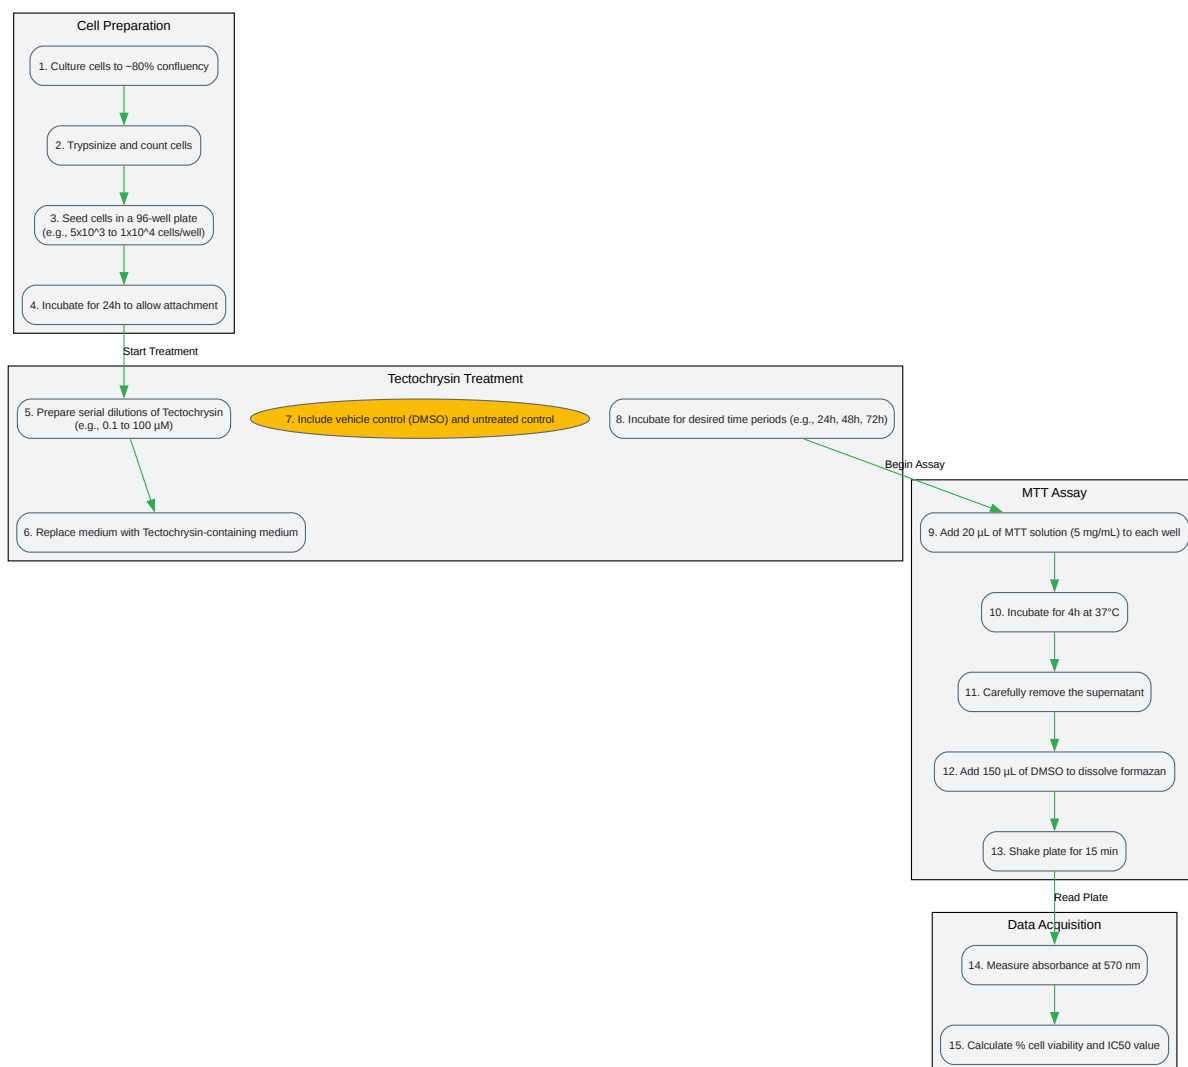 Cell Preparation
1. Culture cells to ~80% confluency
2. Trypsinize and count cells
3. Seed cells in a 96-well plate
(e.g., 5x10^3 to 1x10^4 cells/well)
4. Incubate for 24h to allow attachment
Start Treatment
Tectochrysin Treatment
5. Prepare serial dilutions of Tectochrysin
(e.g., 0.1 to 100 µM)
7. Include vehicle control (DMSO) and untreated control
8. Incubate for desired time periods (e.g., 24h, 48h, 72h)
6. Replace medium with Tectochrysin-containing medium
Begin Assay
MTT Assay
9. Add 20 µL of MTT solution (5 mg/mL) to each well
10. Incubate for 4h at 37°C
11. Carefully remove the supernatant
12. Add 150 µL of DMSO to dissolve formazan
13. Shake plate for 15 min
Read Plate
Data Acquisition
14. Measure absorbance at 570 nm
15. Calculate % cell viability and IC50 value